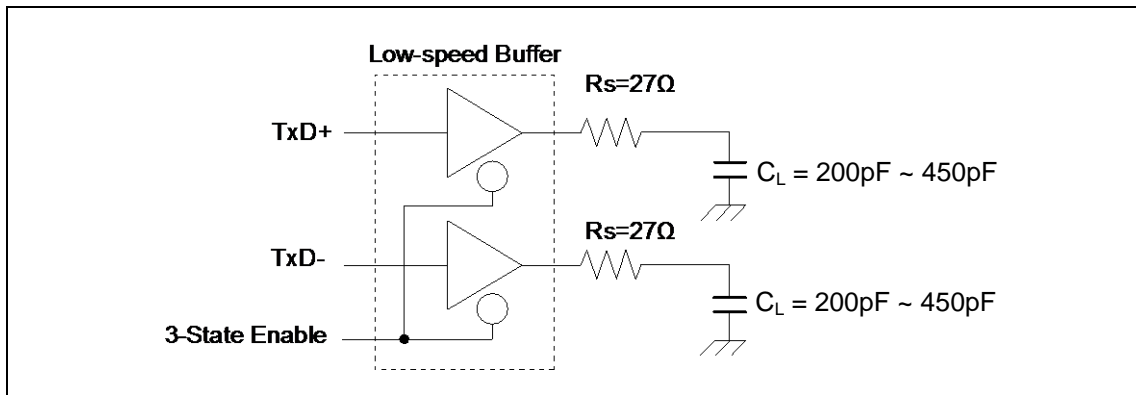 Low-speed Buffer
Rs=27Ω
TxD+
C_L = 200pF ~ 450pF
Rs=27Ω
TxD-
C_L = 200pF ~ 450pF
3-State Enable